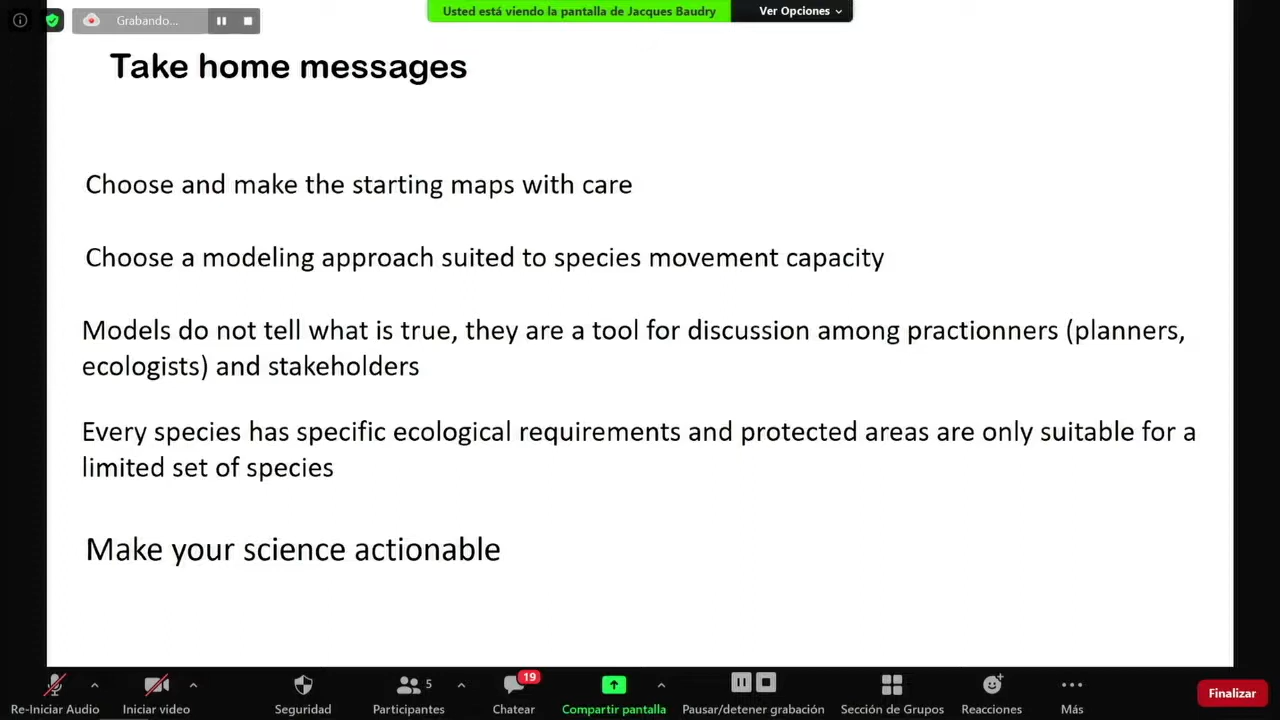 Grabando...
Usted está viendo la pantalla de Jacques Baudry
Ver Opciones
Take home messages
Choose and make the starting maps with care
Choose a modeling approach suited to species movement capacity
Models do not tell what is true, they are a tool for discussion among practionners (planners,
ecologists) and stakeholders
Every species has specific ecological requirements and protected areas are only suitable for a
limited set of species
Make your science actionable
Re-Iniciar Audio
Iniciar video
Seguridad
5
Participantes
19
Chatear
Compartir pantalla
Pausar/detener grabación
Sección de Grupos
Reacciones
Más
Finalizar